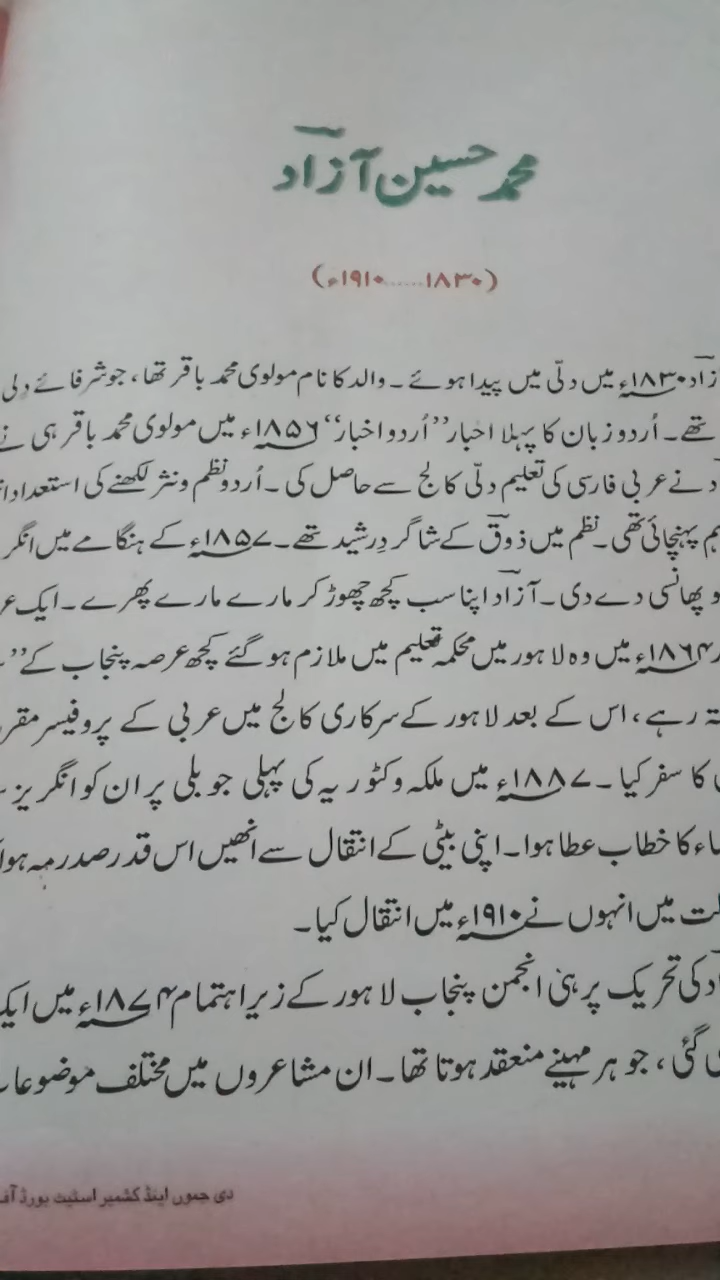 محمد حسین آزاد
(۱۸۳۰......۱۹۱۰ء)
زاد ۱۸۳۰ء میں دلّی میں پیدا ہوئے۔ والد کا نام مولوی محمد باقر تھا، جو شرفائے دلی
تھے۔ اُردو زبان کا پہلا اخبار ”اُردو اخبار“ ۱۸۵۶ء میں مولوی محمد باقر ہی نے
د نے عربی فارسی کی تعلیم دلّی کالج سے حاصل کی۔ اُردو نظم و نثر لکھنے کی استعداد
ہم پہنچائی تھی۔ نظم میں ذوق کے شاگردِ رشید تھے۔ ۱۸۵۷ء کے ہنگامے میں انگر
و پھانسی دے دی۔ آزاد اپنا سب کچھ چھوڑ کر مارے مارے پھرے۔ ایک
۱۸۶۴ء میں وہ لاہور میں محکمہ تعلیم میں ملازم ہو گئے کچھ عرصہ پنجاب کے ”
تہ رہے، اس کے بعد لاہور کے سرکاری کالج میں عربی کے پروفیسر مقر
کا سفر کیا۔ ۱۸۸۷ء میں ملکہ وکٹوریہ کی پہلی جوبلی پر ان کو انگریز
ماء کا خطاب عطا ہوا۔ اپنی بیٹی کے انتقال سے انھیں اس قدر صدمہ ہوا
لت میں انہوں نے ۱۹۱۰ء میں انتقال کیا۔
د کی تحریک پر ہی انجمن پنجاب لاہور کے زیرِ اہتمام ۱۸۷۴ء میں ایک
ی گئی، جو ہر مہینے منعقد ہوتا تھا۔ ان مشاعروں میں مختلف موضوعا
دی جموں اینڈ کشمیر اسٹیٹ بورڈ آف